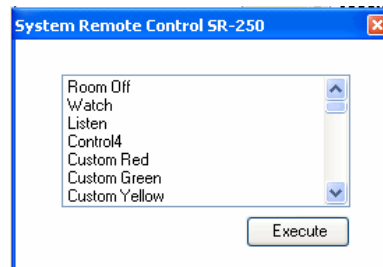 System Remote Control SR-250
Room Off
Watch
Listen
Control4
Custom Red
Custom Green
Custom Yellow
Execute